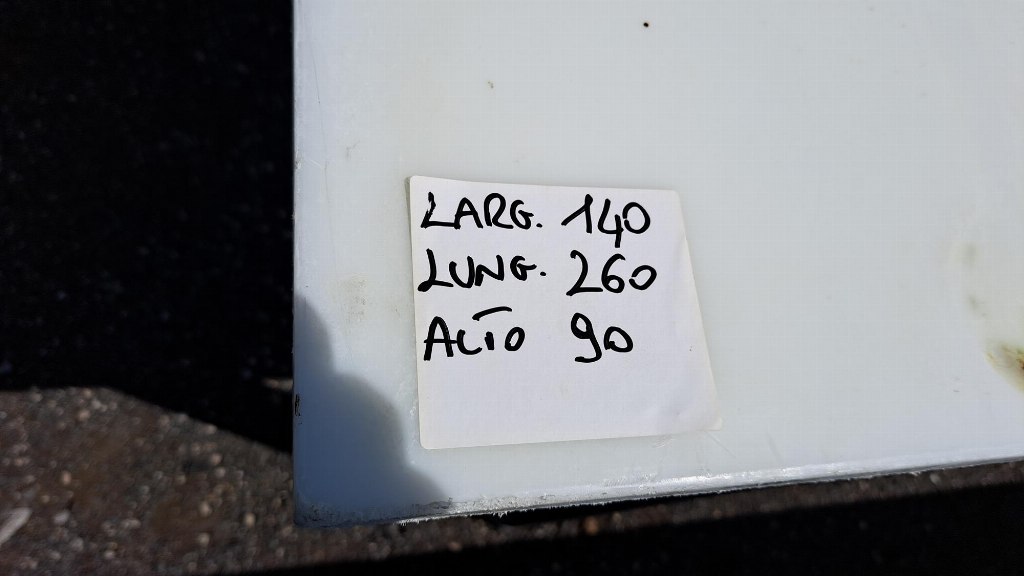 LARG. 140
LUNG. 260
ALTO 90